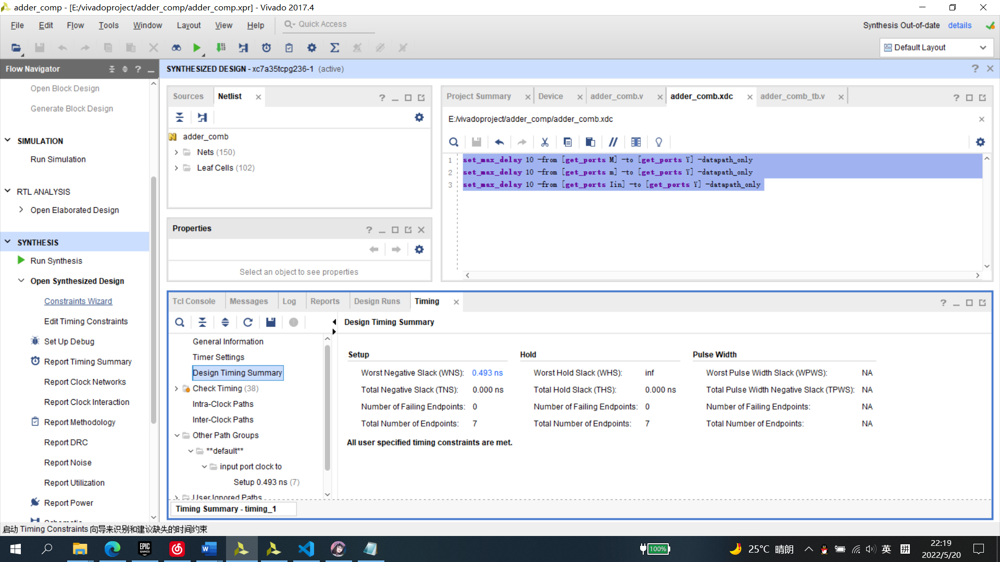 adder_comp - [E:/vivadoproject/adder_comp/adder_comp.xpr] - Vivado 2017.4
File Edit Flow Tools Window Layout View Help Quick Access
Synthesis Out-of-date details
Default Layout
Flow Navigator
SYNTHESIZED DESIGN - xc7a35tcpg236-1 (active)
Open Block Design
Generate Block Design
SIMULATION
Run Simulation
RTL ANALYSIS
Open Elaborated Design
SYNTHESIS
Run Synthesis
Open Synthesized Design
Constraints Wizard
Edit Timing Constraints
Set Up Debug
Report Timing Summary
Report Clock Networks
Report Clock Interaction
Report Methodology
Report DRC
Report Noise
Report Utilization
Report Power
Schematic
Sources Netlist
adder_comb
Nets (150)
Leaf Cells (102)
Properties
Select an object to see properties
Project Summary Device adder_comb.v adder_comb.xdc adder_comb_tb.v
E:/vivadoproject/adder_comp/adder_comb.xdc
1 set_max_delay 10 -from [get_ports M] -to [get_ports Y] -datapath_only
2 set_max_delay 10 -from [get_ports m] -to [get_ports Y] -datapath_only
3 set_max_delay 10 -from [get_ports Iin] -to [get_ports Y] -datapath_only
Tcl Console Messages Log Reports Design Runs Timing
General Information
Timer Settings
Design Timing Summary
Check Timing (38)
Intra-Clock Paths
Inter-Clock Paths
Other Path Groups
**default**
input port clock to
Setup 0.493 ns (7)
User Ignored Paths
Design Timing Summary
Setup Hold Pulse Width
Worst Negative Slack (WNS): 0.493 ns Worst Hold Slack (WHS): inf Worst Pulse Width Slack (WPWS): NA
Total Negative Slack (TNS): 0.000 ns Total Hold Slack (THS): 0.000 ns Total Pulse Width Negative Slack (TPWS): NA
Number of Failing Endpoints: 0 Number of Failing Endpoints: 0 Number of Failing Endpoints: NA
Total Number of Endpoints: 7 Total Number of Endpoints: 7 Total Number of Endpoints: NA
All user specified timing constraints are met.
Timing Summary - timing_1
启动 Timing Constraints 向导来识别和建议缺失的时间约束
EPIC GAMES
100%
25°C 晴朗
英
拼
22:19
2022/5/20